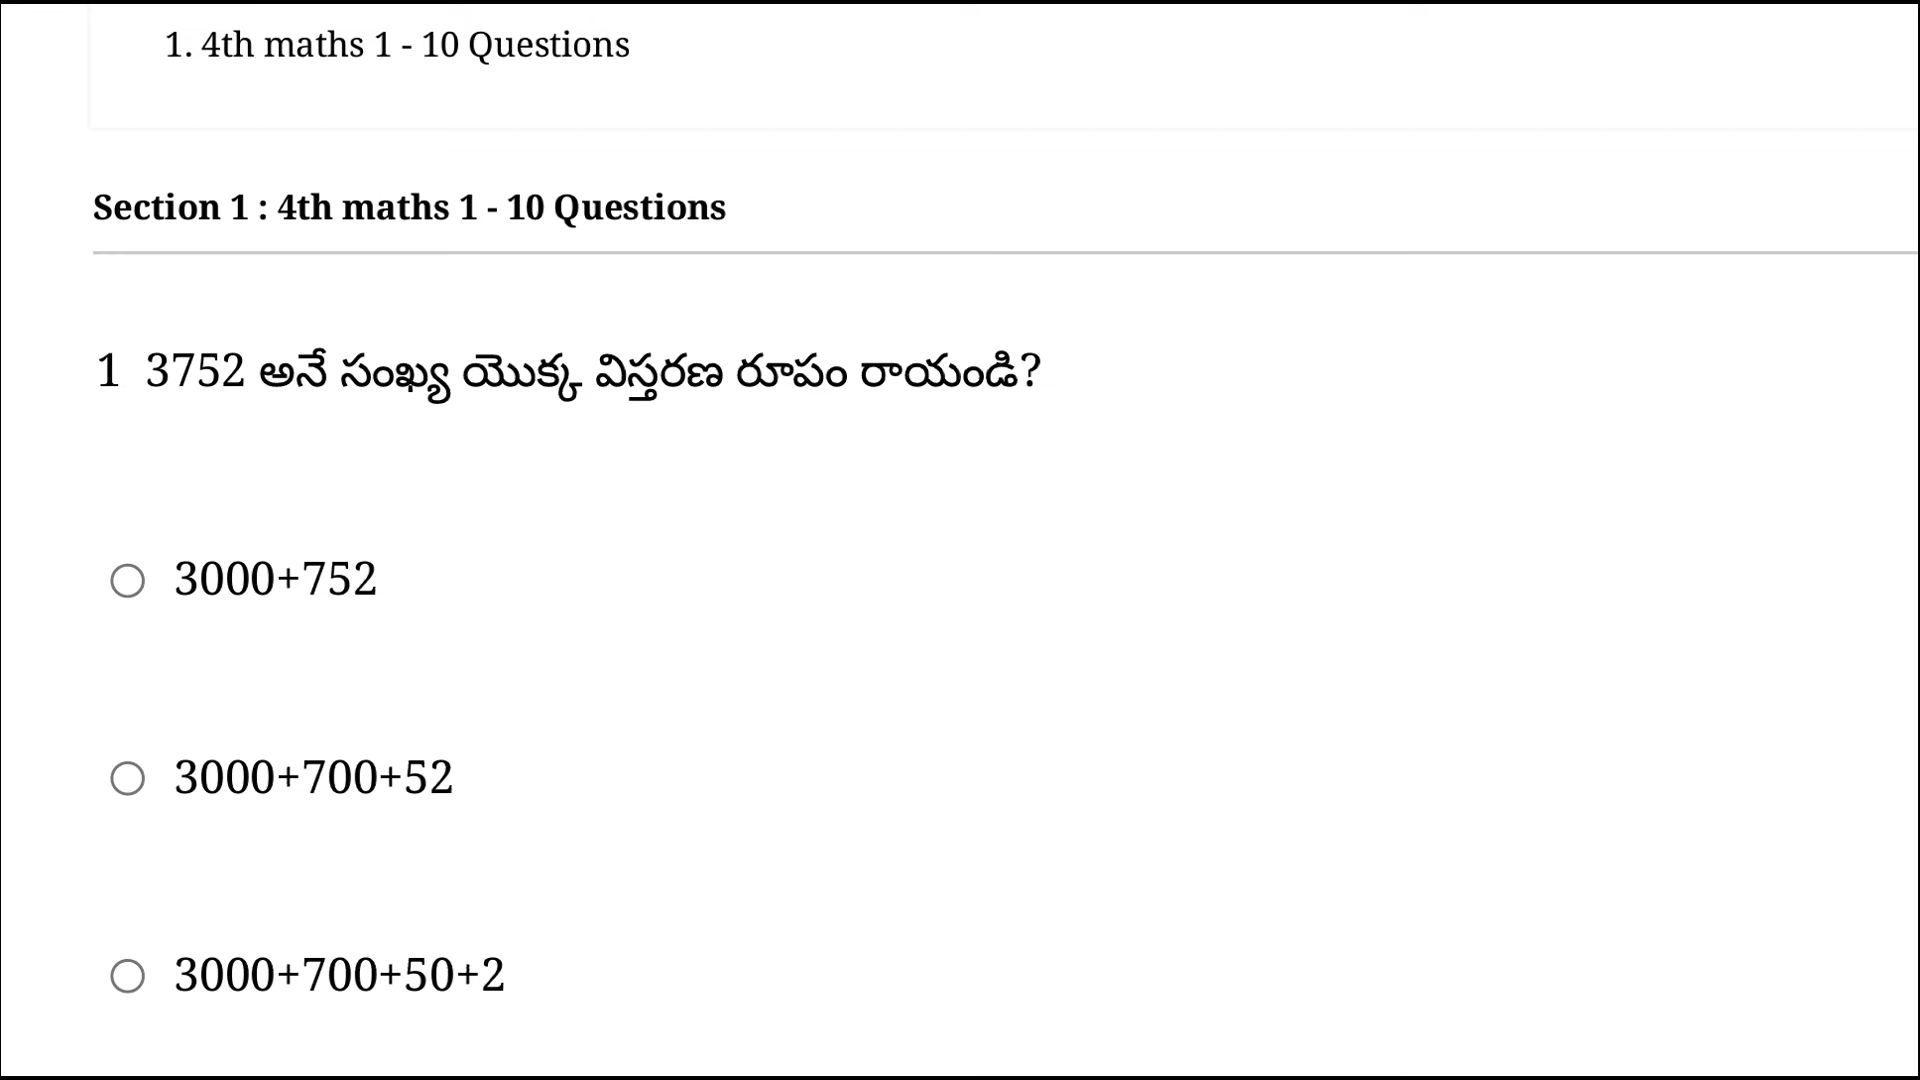 1. 4th maths 1 - 10 Questions
Section 1 : 4th maths 1 - 10 Questions
1 3752 అనే సంఖ్య యొక్క విస్తరణ రూపం రాయండి?
3000+752
3000+700+52
3000+700+50+2